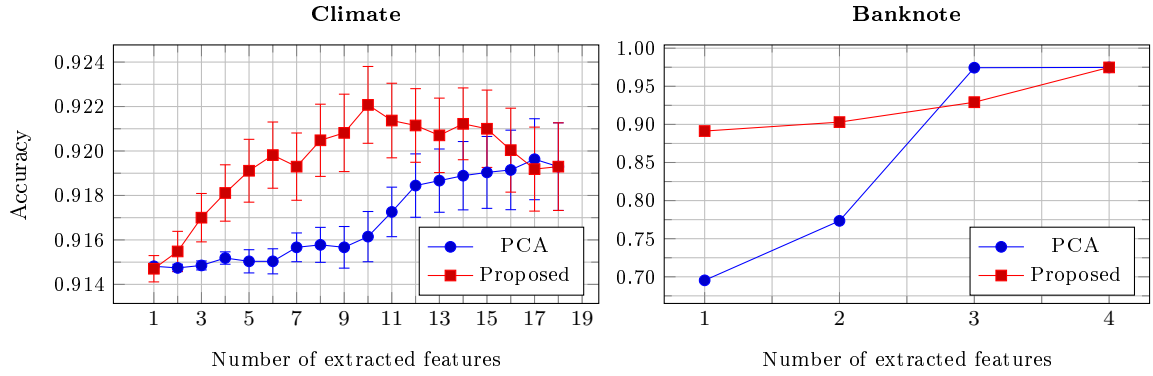 Climate
0.924
0.922
0.920
0.918
0.916
0.914
Accuracy
PCA
Proposed
1 3 5 7 9 11 13 15 17 19
Number of extracted features
Banknote
1.00
0.95
0.90
0.85
0.80
0.75
0.70
PCA
Proposed
1 2 3 4
Number of extracted features